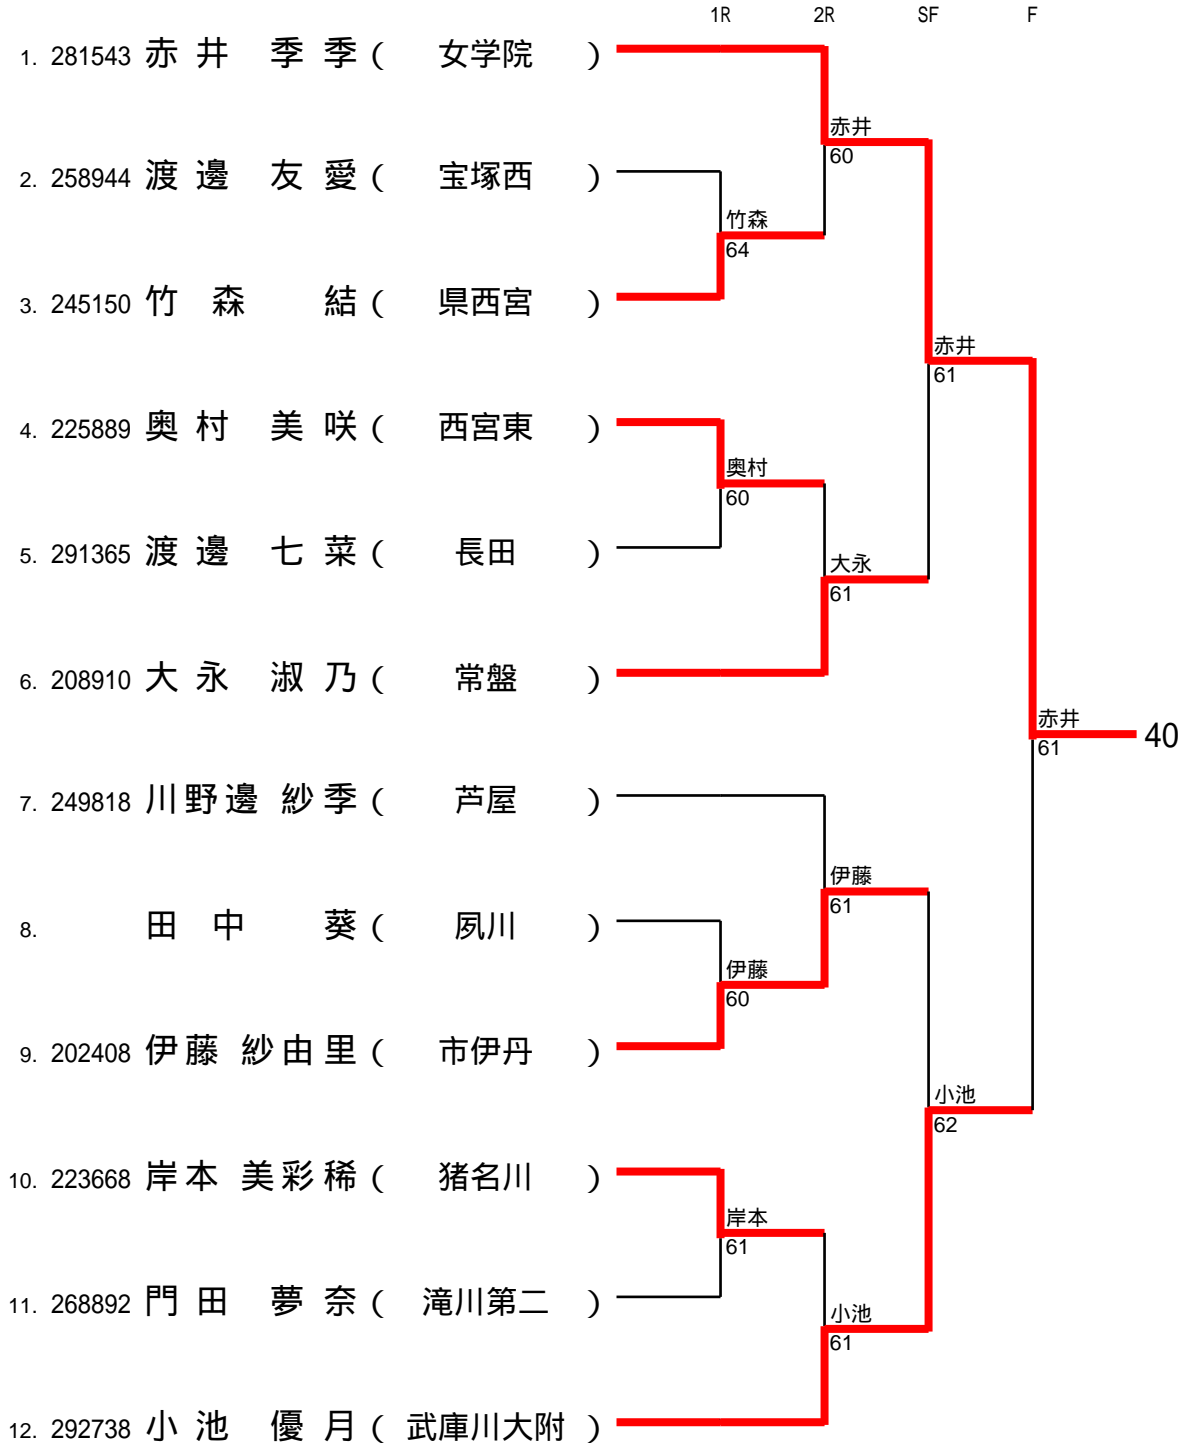 1R 2R SF F
1. 281543 赤井 季季 ( 女学院 )
赤井
60
2. 258944 渡邊 友愛 ( 宝塚西 )
竹森
64
3. 245150 竹森 結 ( 県西宮 )
赤井
61
4. 225889 奥村 美咲 ( 西宮東 )
奥村
60
5. 291365 渡邊 七菜 ( 長田 )
大永
61
6. 208910 大永 淑乃 ( 常盤 )
赤井
61
40
7. 249818 川野邊 紗季 ( 芦屋 )
伊藤
61
8. 田中 葵 ( 夙川 )
伊藤
60
9. 202408 伊藤 紗由里 ( 市伊丹 )
小池
62
10. 223668 岸本 美彩稀 ( 猪名川 )
岸本
61
11. 268892 門田 夢奈 ( 滝川第二 )
小池
61
12. 292738 小池 優月 ( 武庫川大附 )